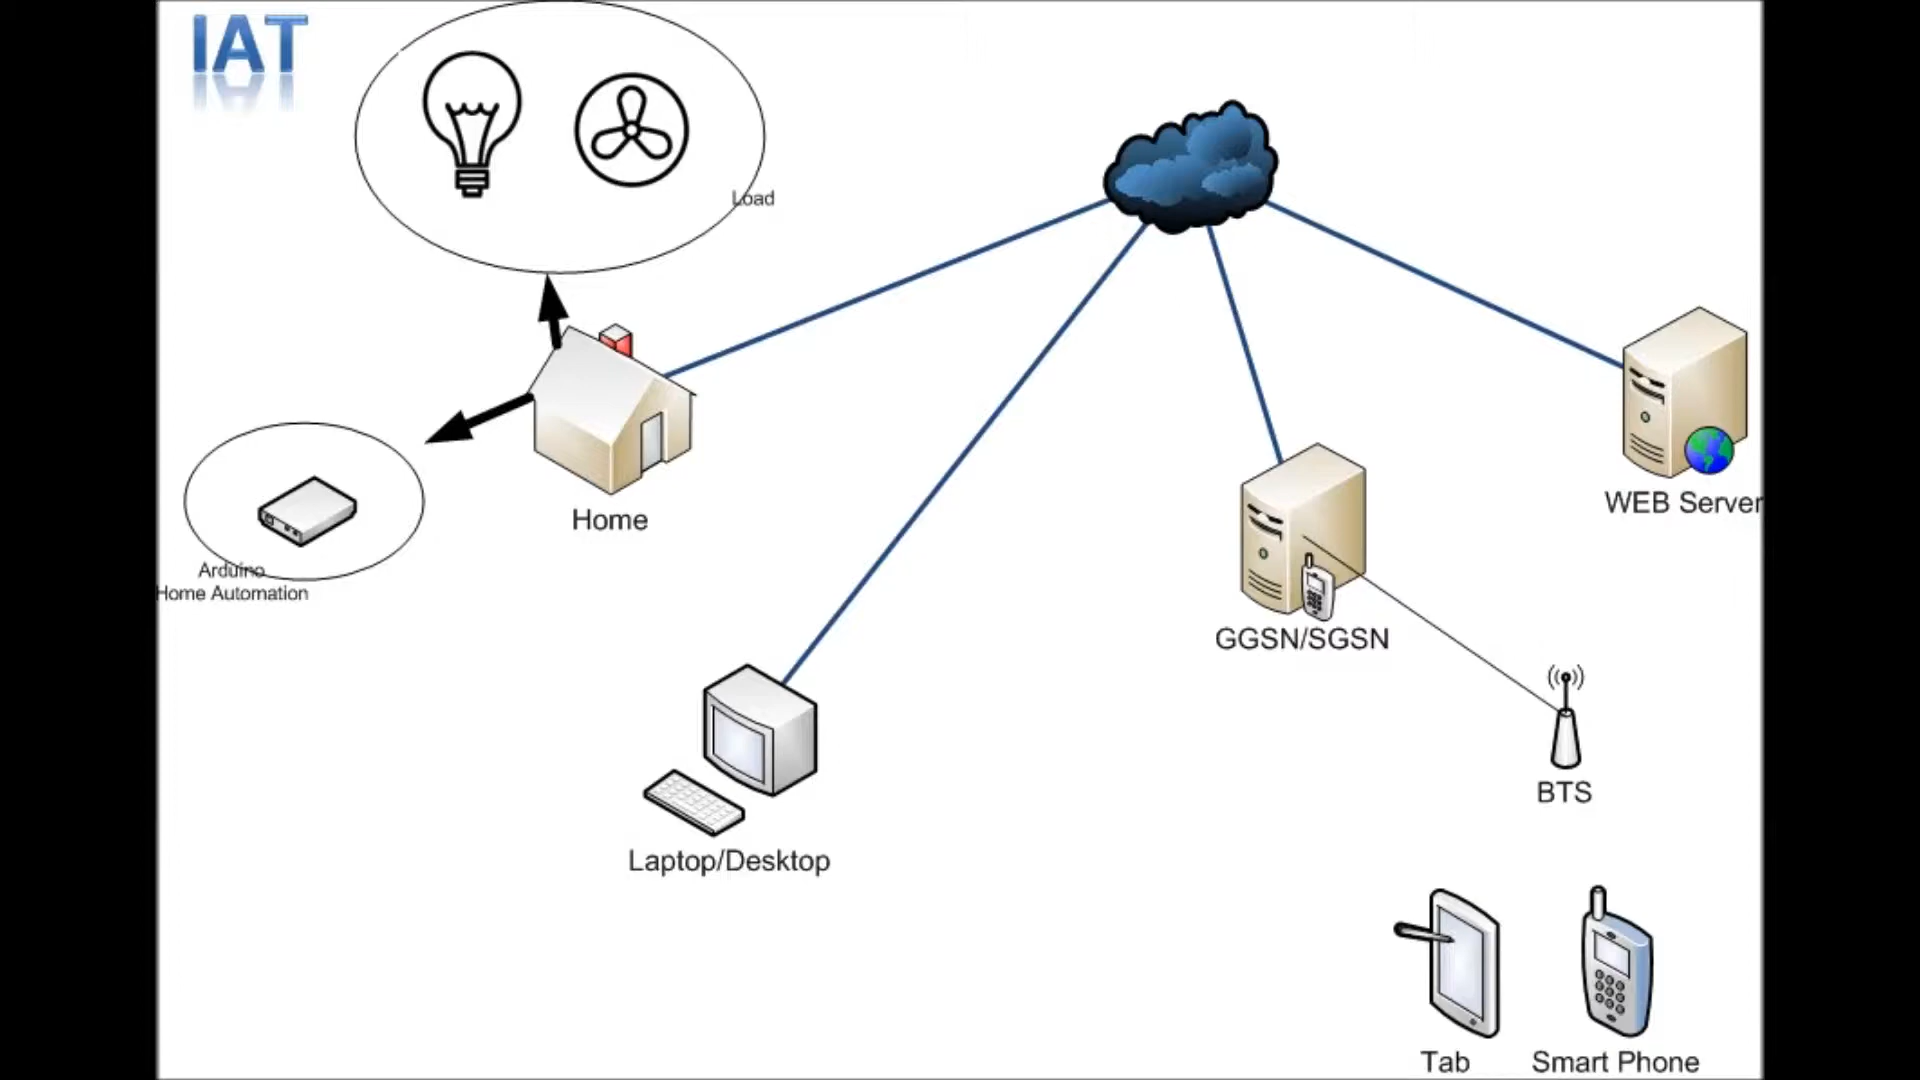 IAT
Load
Home
Arduino
Home Automation
WEB Server
GGSN/SGSN
BTS
Laptop/Desktop
Tab
Smart Phone